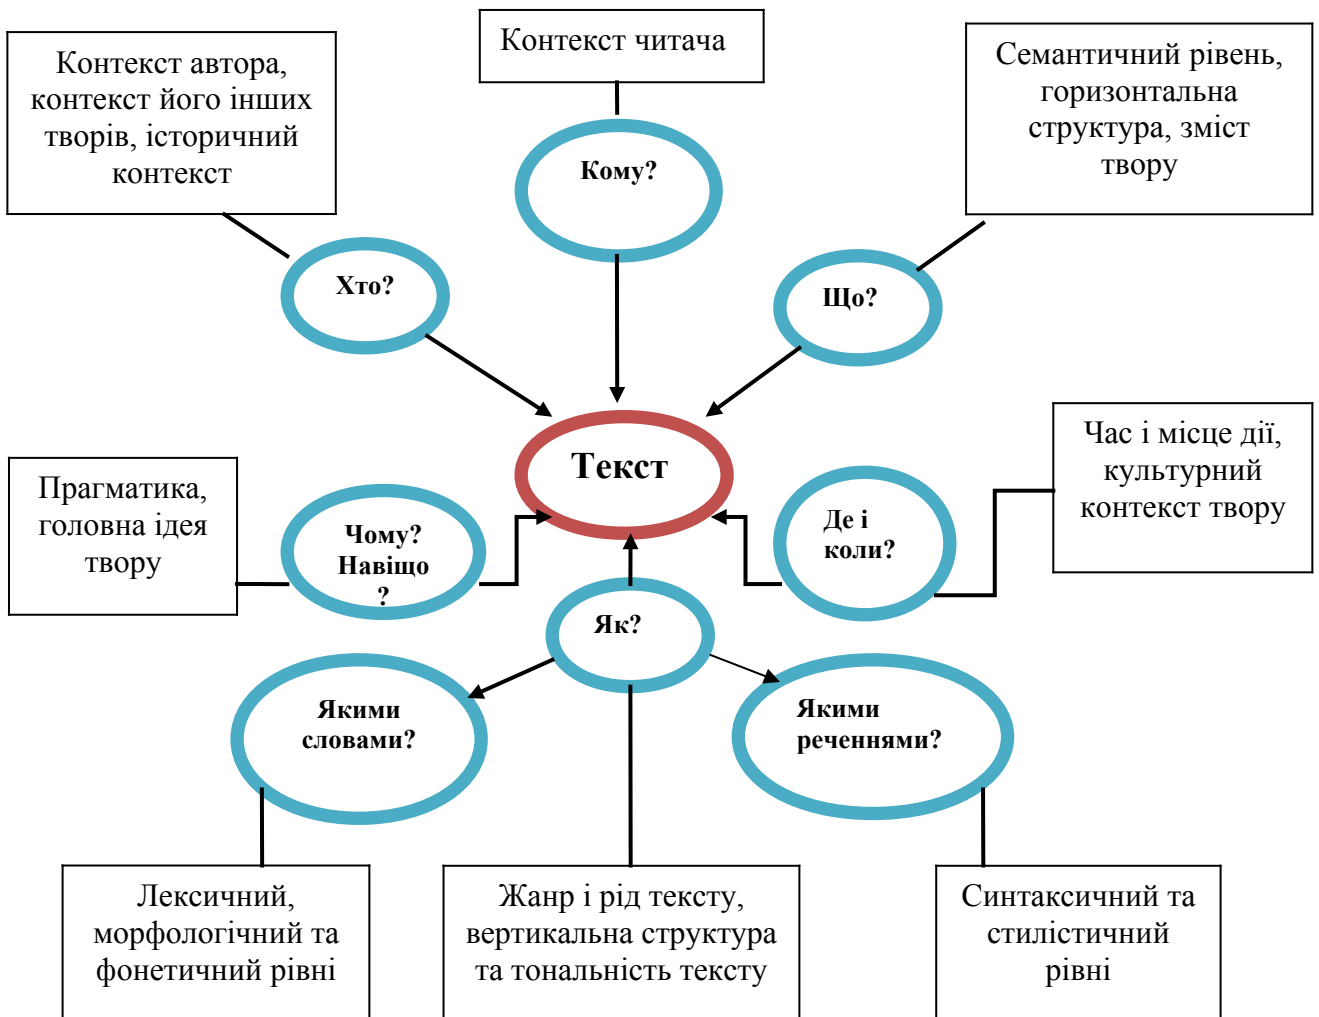 Контекст автора,
контекст його інших
творів, історичний
контекст
Контекст читача
Семантичний рівень,
горизонтальна
структура, зміст
твору
Кому?
Хто?
Що?
Текст
Прагматика,
головна ідея
твору
Чому?
Навіщо
?
Де і
коли?
Час і місце дії,
культурний
контекст твору
Як?
Якими
словами?
Якими
реченнями?
Лексичний,
морфологічний та
фонетичний рівні
Жанр і рід тексту,
вертикальна структура
та тональність тексту
Синтаксичний та
стилістичний
рівні